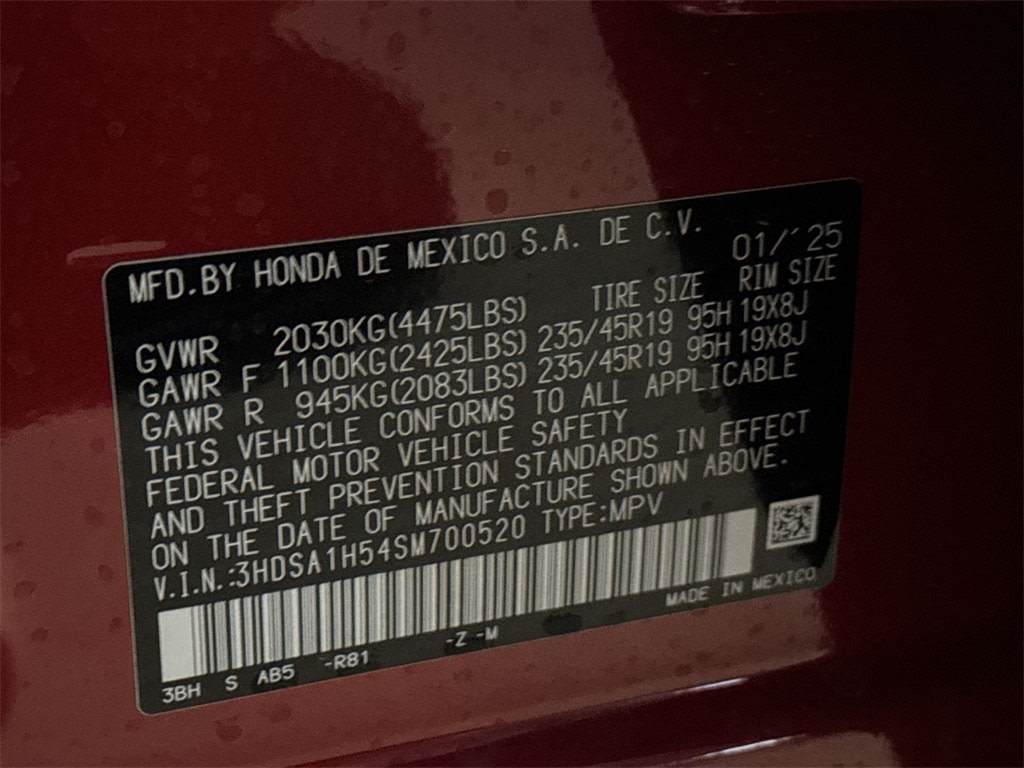 MFD.BY HONDA DE MEXICO S.A. DE C.V. 01/'25
TIRE SIZE RIM SIZE
GVWR 2030KG(4475LBS)
GAWR F 1100KG(2425LBS) 235/45R19 95H 19X8J
GAWR R 945KG(2083LBS) 235/45R19 95H 19X8J
THIS VEHICLE CONFORMS TO ALL APPLICABLE
FEDERAL MOTOR VEHICLE SAFETY
AND THEFT PREVENTION STANDARDS IN EFFECT
ON THE DATE OF MANUFACTURE SHOWN ABOVE.
V.I.N.:3HDSA1H54SM700520 TYPE:MPV
MADE IN MEXICO
3BH S AB5 -R81 -Z -M